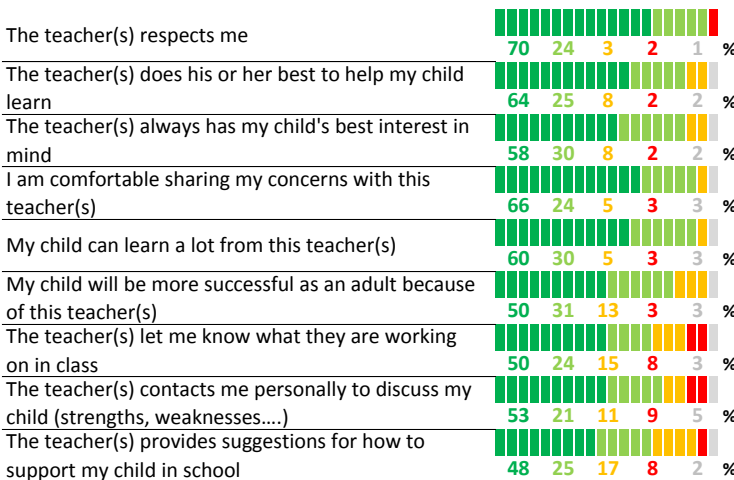 The teacher(s) respects me
70 24 3 2 1 %
The teacher(s) does his or her best to help my child
learn
64 25 8 2 2 %
The teacher(s) always has my child's best interest in
mind
58 30 8 2 2 %
I am comfortable sharing my concerns with this
teacher(s)
66 24 5 3 3 %
My child can learn a lot from this teacher(s)
60 30 5 3 3 %
My child will be more successful as an adult because
of this teacher(s)
50 31 13 3 3 %
The teacher(s) let me know what they are working
on in class
50 24 15 8 3 %
The teacher(s) contacts me personally to discuss my
child (strengths, weaknesses....)
53 21 11 9 5 %
The teacher(s) provides suggestions for how to
support my child in school
48 25 17 8 2 %